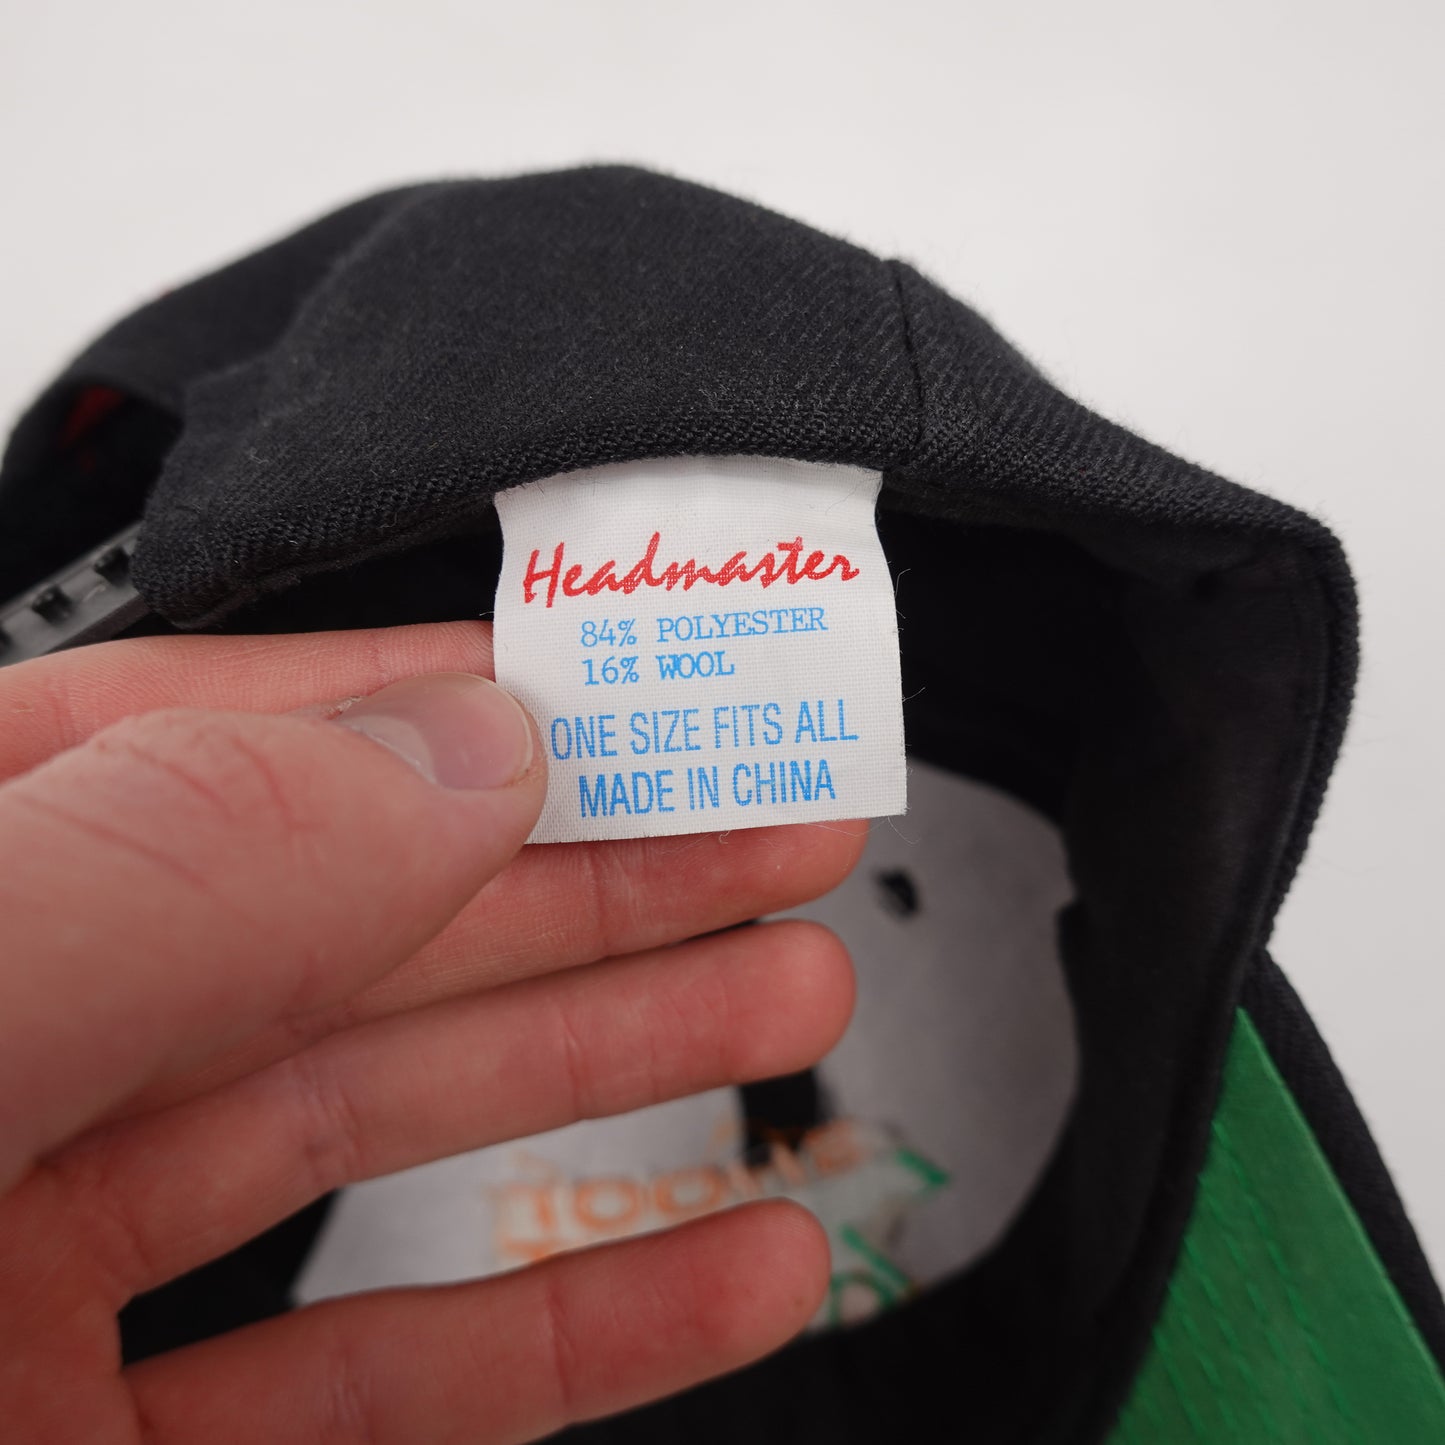 Headmaster
84% POLYESTER
16% WOOL
ONE SIZE FITS ALL
MADE IN CHINA